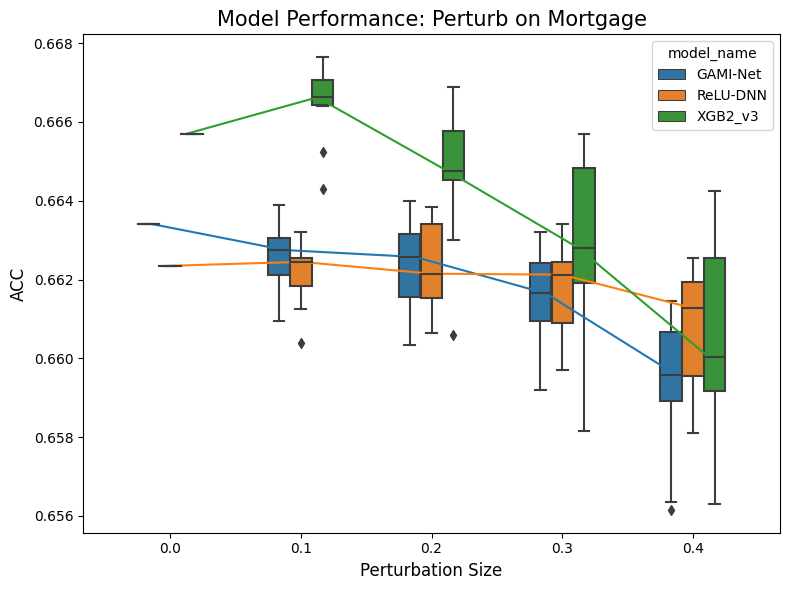 Model Performance: Perturb on Mortgage
model_name
GAMI-Net
ReLU-DNN
XGB2_v3
ACC
0.668
0.666
0.664
0.662
0.660
0.658
0.656
0.0 0.1 0.2 0.3 0.4
Perturbation Size